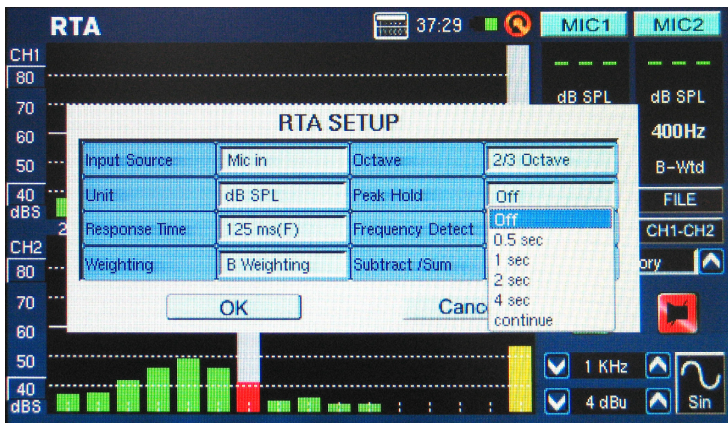 RTA 37:29 MIC1 MIC2
CH1
80
70
60
50
40
dBS
dB SPL dB SPL
400Hz
B-Wtd
FILE
CH1-CH2
RTA SETUP
Input Source Mic in Octave 2/3 Octave
Unit dB SPL Peak Hold Off
Response Time 125 ms(F) Frequency Detect
Weighting B Weighting Subtract /Sum
Off
0.5 sec
1 sec
2 sec
4 sec
continue
OK Canc
2
ory
CH2
80
70
60
50
40
dBS
1 KHz
4 dBu
Sin